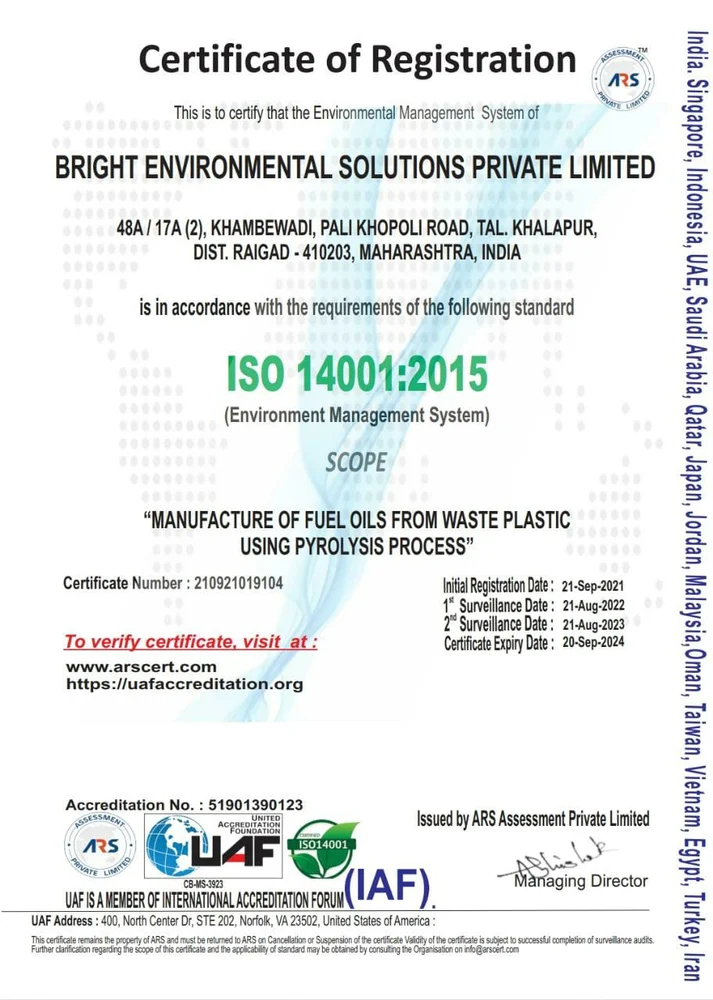 Certificate of Registration
ASSESSMENT
ARS
PRIVATE LIMITED
TM
This is to certify that the Environmental Management System of
BRIGHT ENVIRONMENTAL SOLUTIONS PRIVATE LIMITED
48A / 17A (2), KHAMBEWADI, PALI KHOPOLI ROAD, TAL. KHALAPUR,
DIST. RAIGAD - 410203, MAHARASHTRA, INDIA
is in accordance with the requirements of the following standard
ISO 14001:2015
(Environment Management System)
SCOPE
“MANUFACTURE OF FUEL OILS FROM WASTE PLASTIC
USING PYROLYSIS PROCESS”
Certificate Number : 210921019104
Initial Registration Date : 21-Sep-2021
1st Surveillance Date : 21-Aug-2022
2nd Surveillance Date : 21-Aug-2023
Certificate Expiry Date : 20-Sep-2024
To verify certificate, visit at :
www.arscert.com
https://uafaccreditation.org
Accreditation No. : 51901390123
ASSESSMENT
ARS
PRIVATE LIMITED
UNITED
ACCREDITATION
FOUNDATION
UAF
CB-MS-3923
CERTIFIED
ISO14001
Issued by ARS Assessment Private Limited
Managing Director
UAF IS A MEMBER OF INTERNATIONAL ACCREDITATION FORUM (IAF).
UAF Address : 400, North Center Dr, STE 202, Norfolk, VA 23502, United States of America :
This certificate remains the property of ARS and must be returned to ARS on Cancellation or Suspension of the certificate Validity of the certificate is subject to successful completion of surveillance audits.
Further clarification regarding the scope of this certificate and the applicability of standard may be obtained by consulting the Organisation on info@arscert.com
India. Singapore, Indonesia, UAE, Saudi Arabia, Qatar, Japan, Jordan, Malaysia,Oman, Taiwan, Vietnam, Egypt, Turkey, Iran